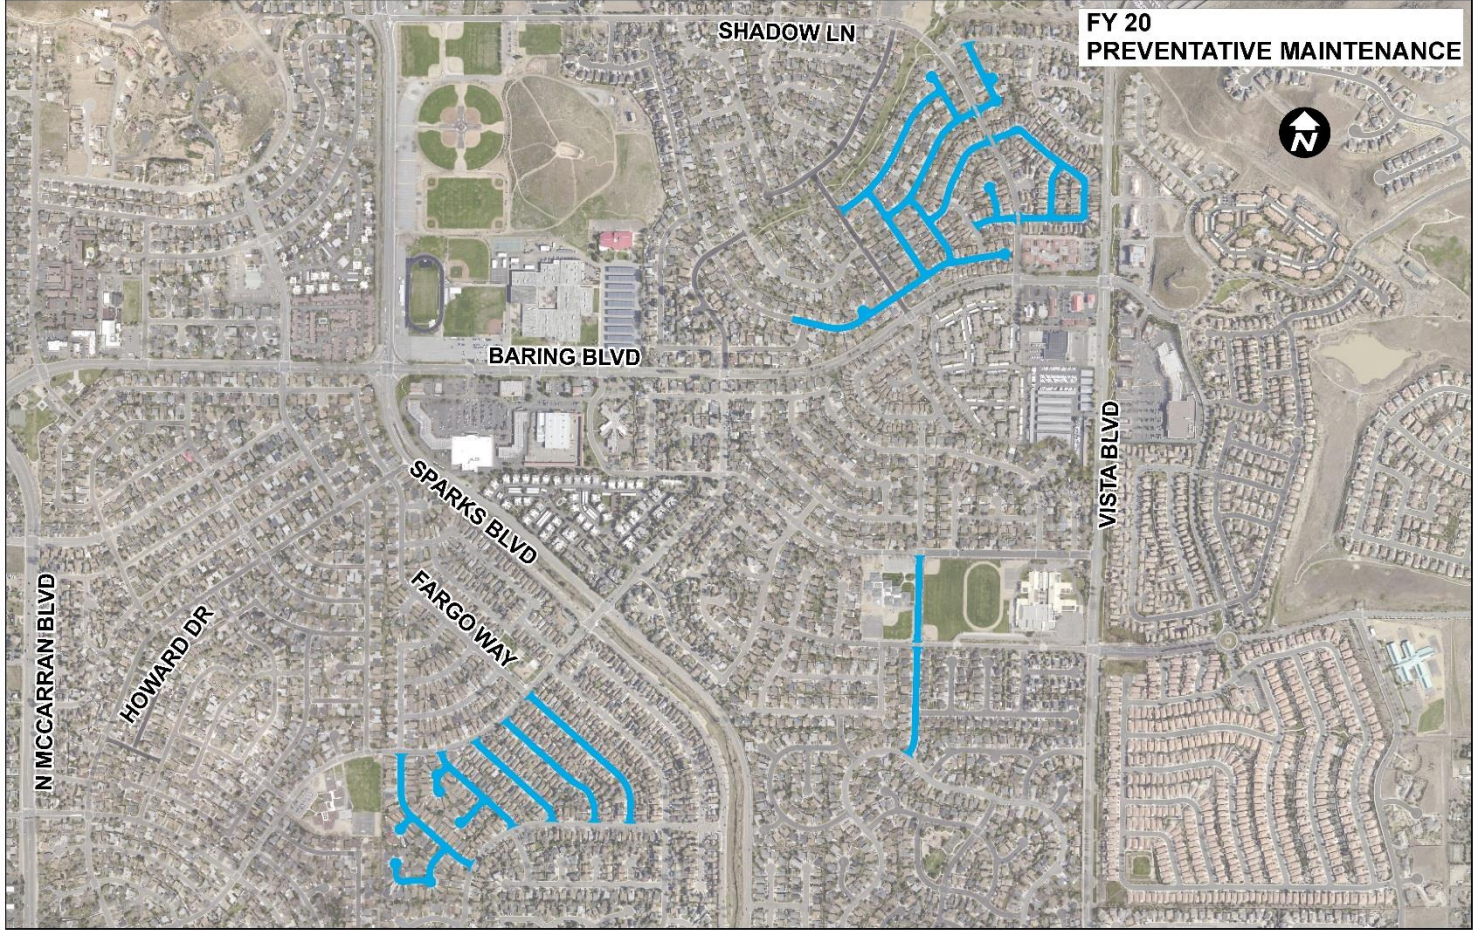 FY 20
PREVENTATIVE MAINTENANCE
SHADOW LN
N
BARING BLVD
VISTA BLVD
SPARKS BLVD
FARGO WAY
HOWARD DR
N MCCARRAN BLVD